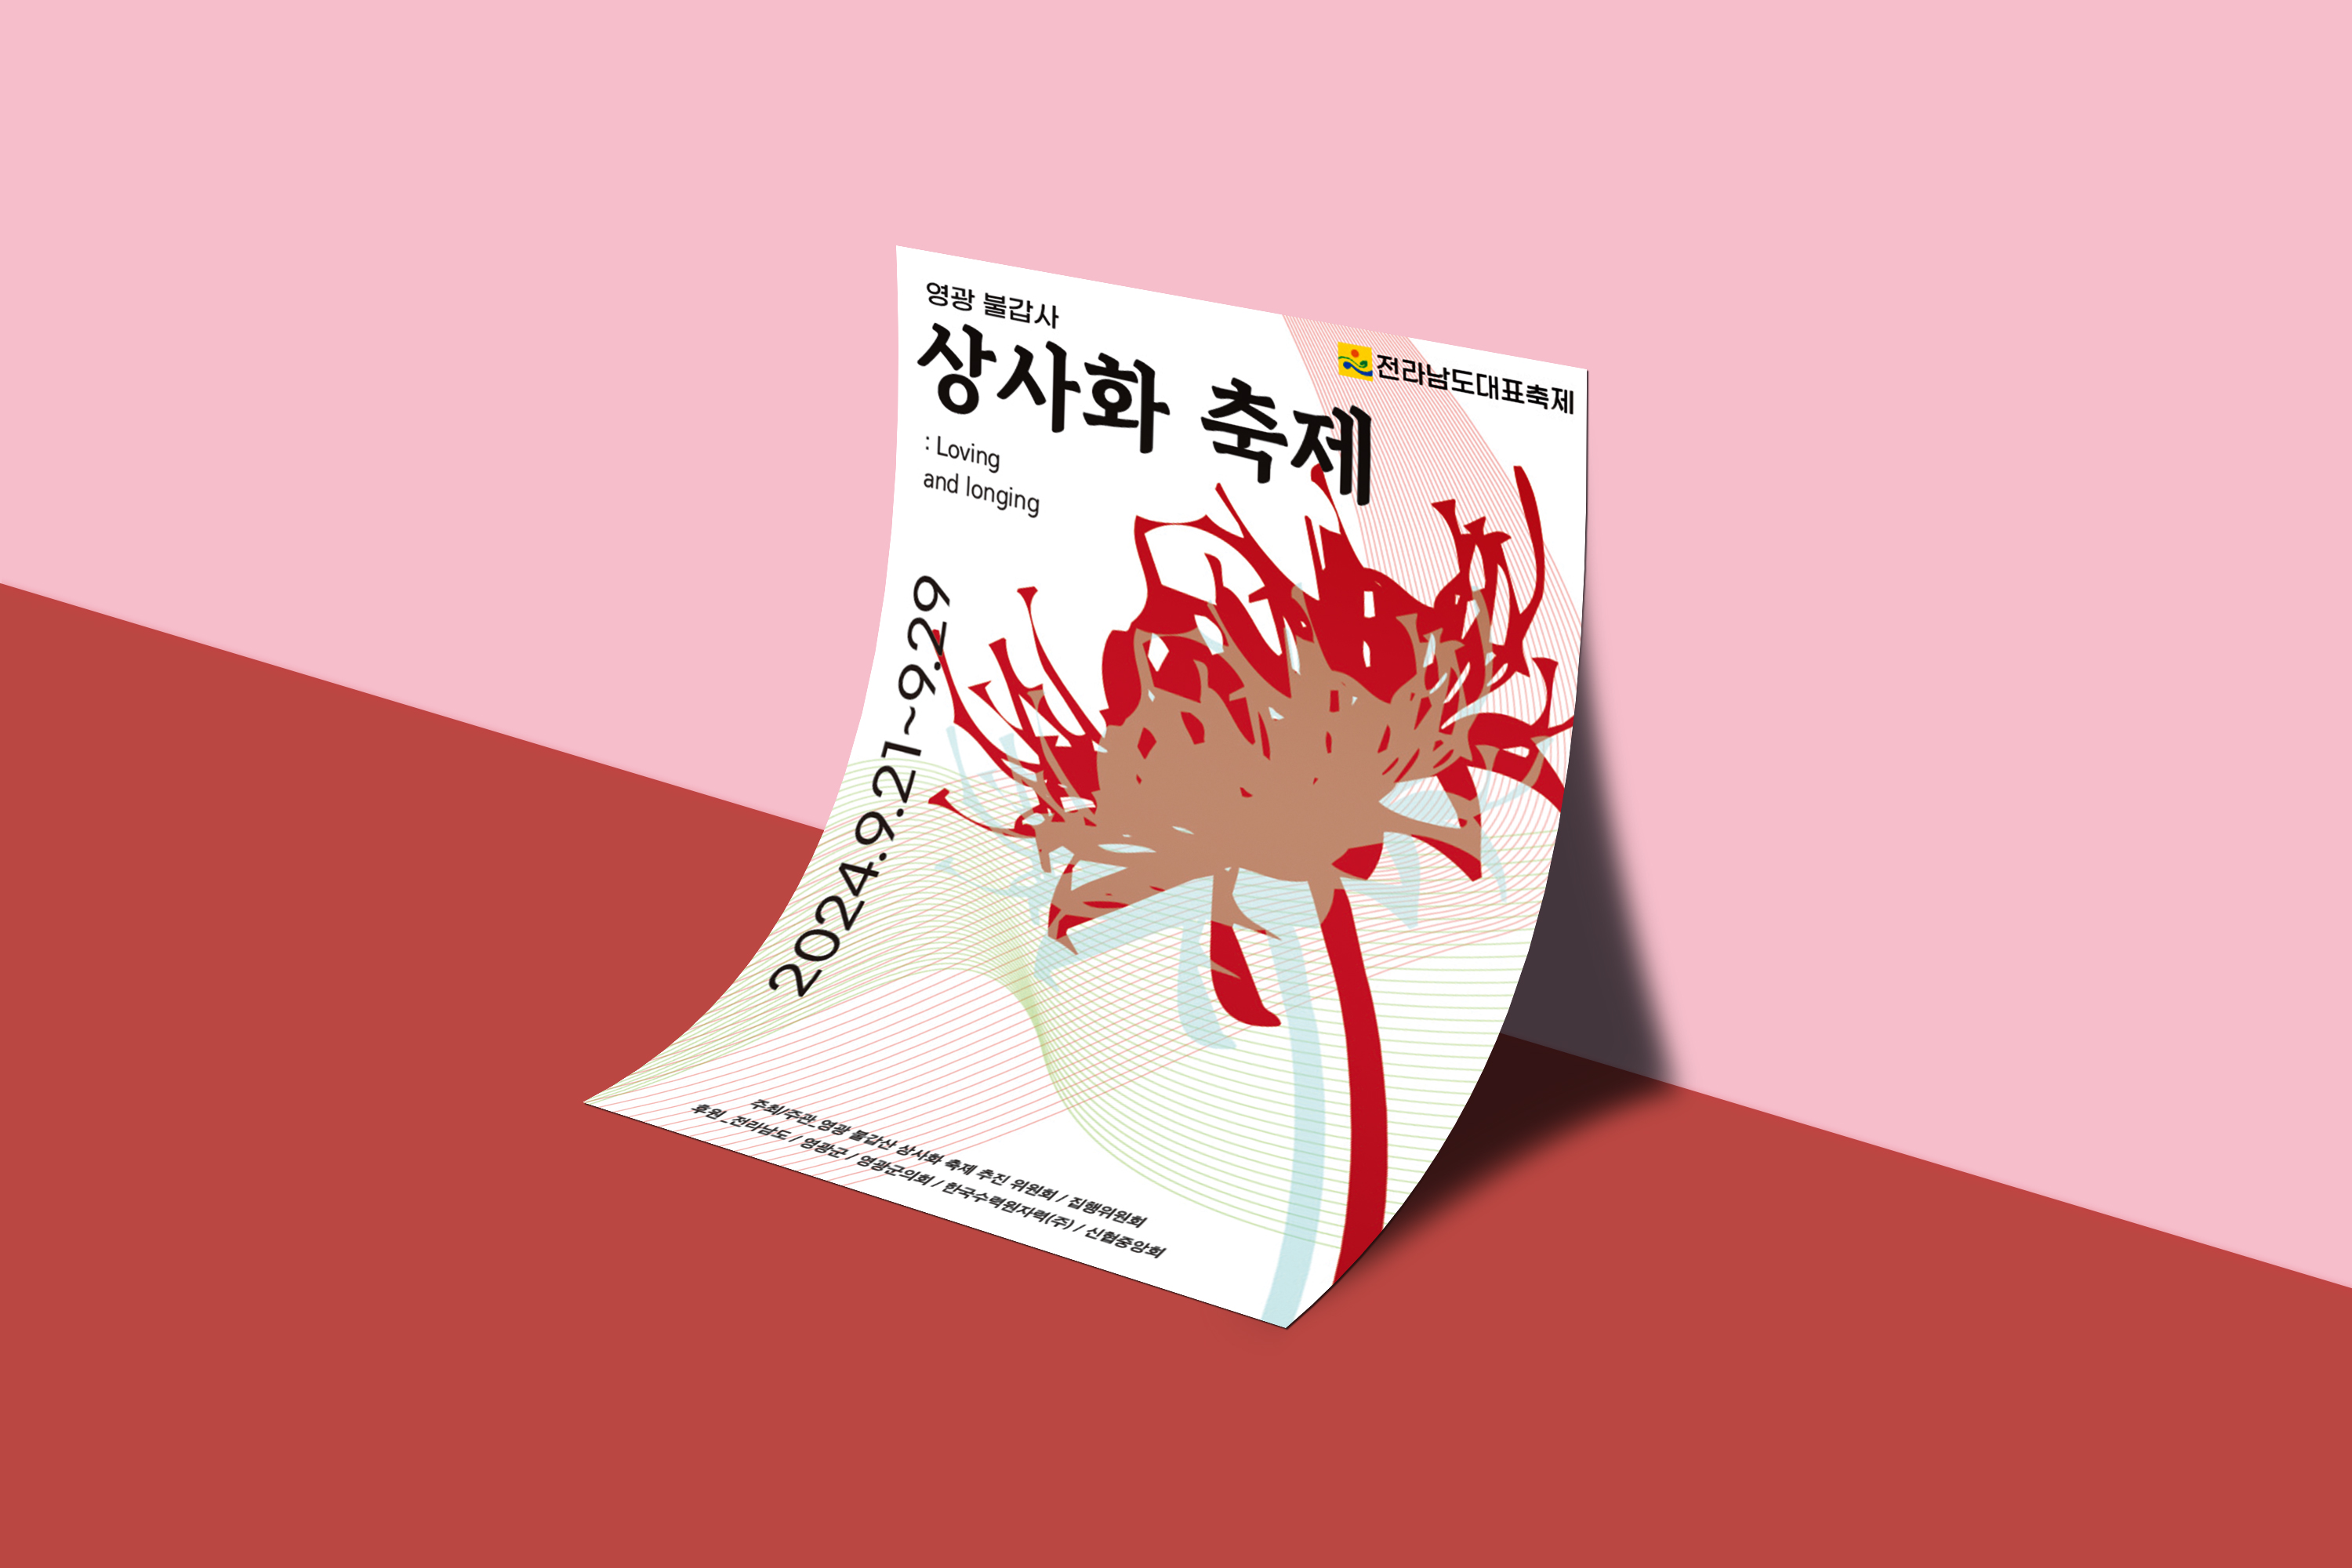 영광 불갑사
상사화 축제
: Loving
and longing
전라남도대표축제
2024.9.21~9.29
주최/주관_영광 불갑산 상사화 축제 추진 위원회 / 집행위원회
후원_전라남도 / 영광군 / 영광군의회 / 한국수력원자력(주) / 신협중앙회